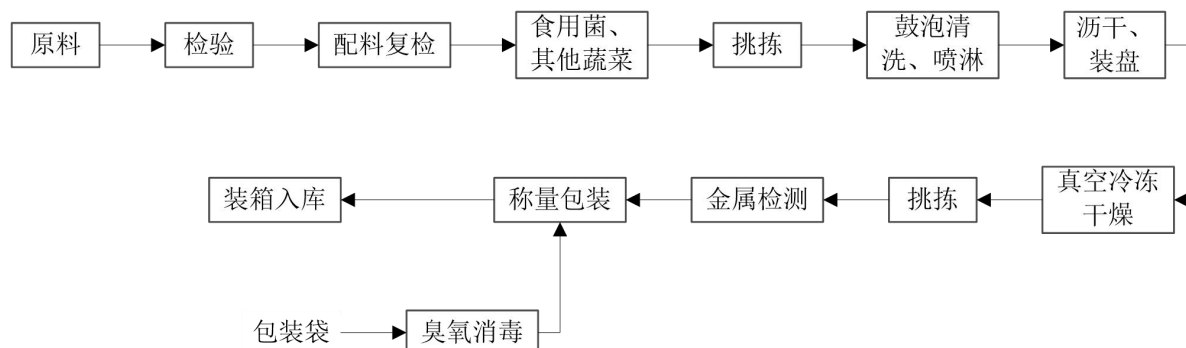 原料
检验
配料复检
食用菌、
其他蔬菜
挑拣
鼓泡清
洗、喷淋
沥干、
装盘
真空冷冻
干燥
挑拣
金属检测
称量包装
装箱入库
包装袋
臭氧消毒